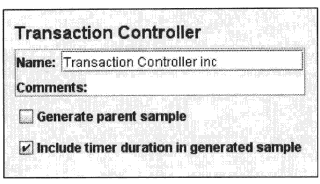 Transaction Controller
Name: Transaction Controller inc
Comments:
Generate parent sample
Include timer duration in generated sample